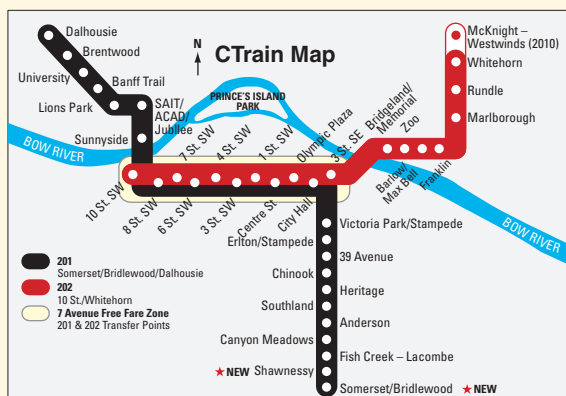 CTrain Map
N
Dalhousie
Brentwood
University
Banff Trail
Lions Park
SAIT/
ACAD/
Jubilee
Sunnyside
BOW RIVER
PRINCE'S ISLAND
PARK
McKnight –
Westwinds (2010)
Whitehorn
Rundle
Marlborough
Franklin
Barlow/
Max Bell
Zoo
Bridgeland/
Memorial
BOW RIVER
10 St. SW
8 St. SW
7 St. SW
6 St. SW
4 St. SW
3 St. SW
1 St. SW
Centre St
Olympic Plaza
City Hall
3 St. SE
Victoria Park/Stampede
Erlton/Stampede
39 Avenue
Chinook
Heritage
Southland
Anderson
Canyon Meadows
Fish Creek – Lacombe
★ NEW Shawnessy
Somerset/Bridlewood ★ NEW
201
Somerset/Bridlewood/Dalhousie
202
10 St./Whitehorn
7 Avenue Free Fare Zone
201 & 202 Transfer Points